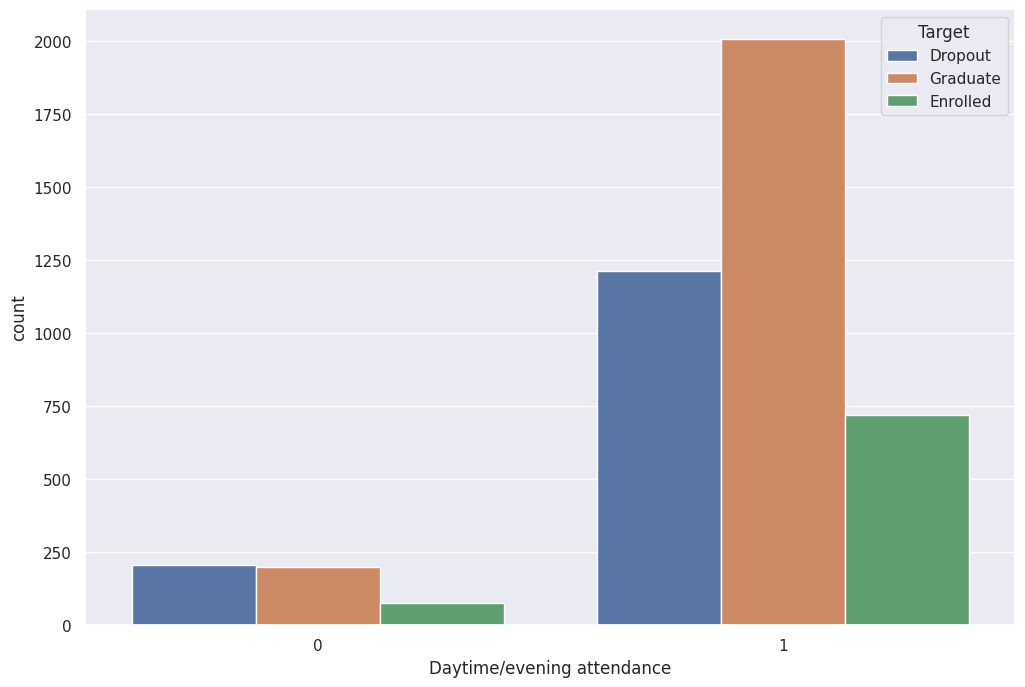 2000
1750
1500
1250
1000
750
500
250
0
count
0
1
Daytime/evening attendance
Target
Dropout
Graduate
Enrolled